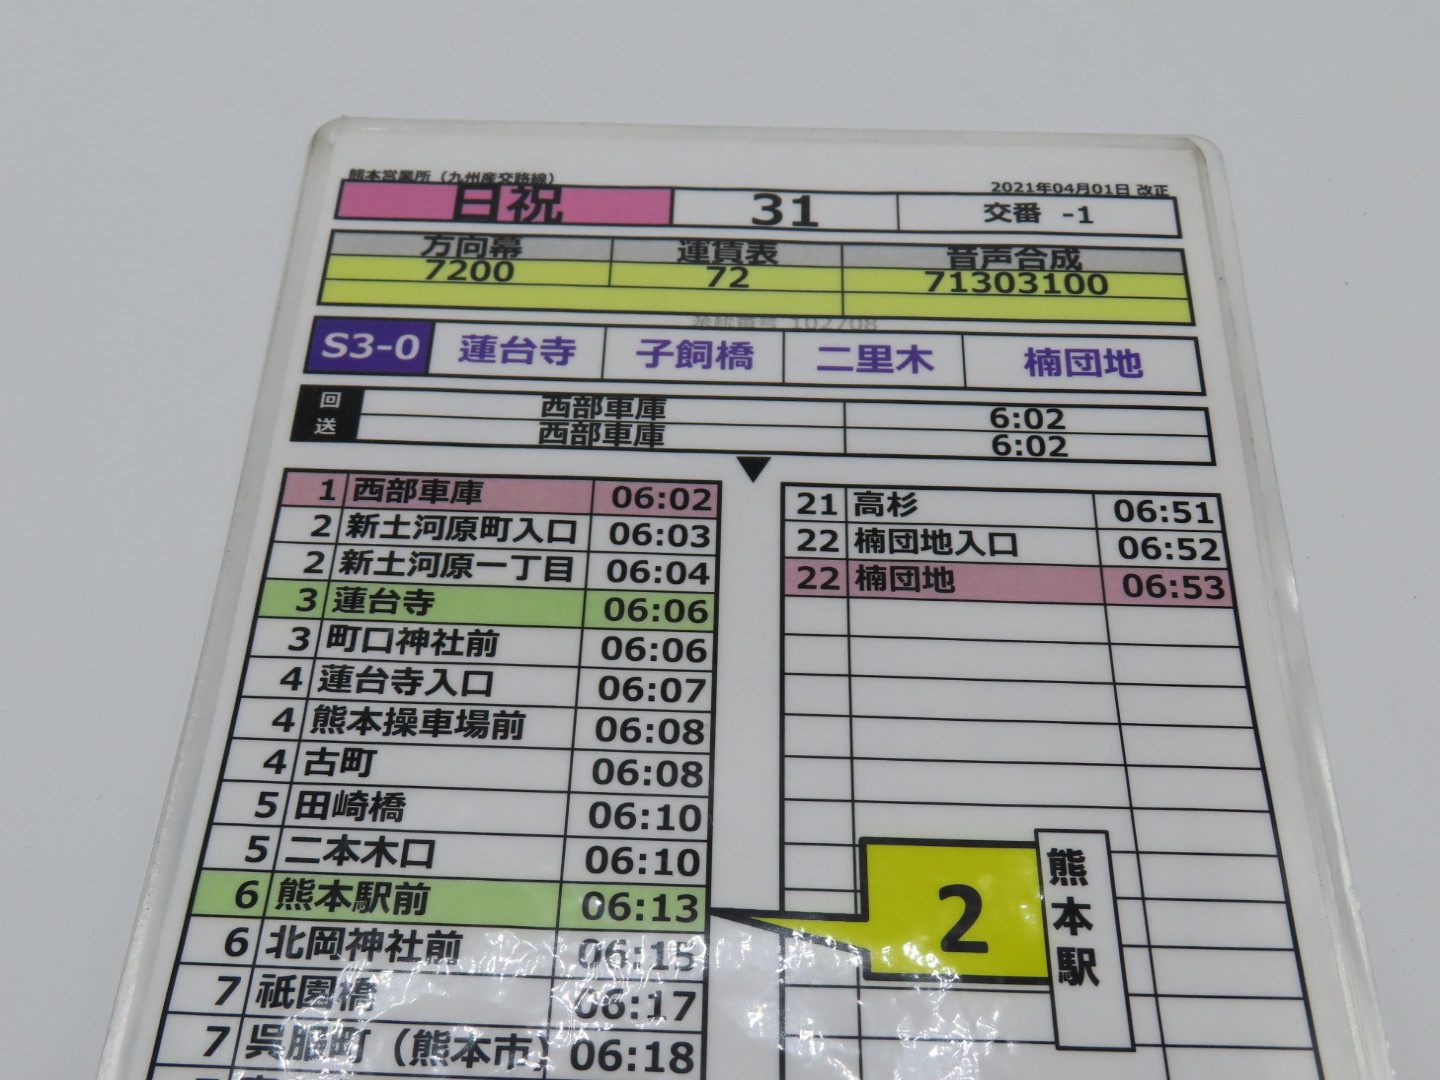 熊本営業所（九州産交路線）
2021年04月01日 改正
日祝 31 交番 -1
方向幕 運賃表 音声合成
7200 72 71303100
系統番号 102708
S3-0 蓮台寺 子飼橋 二里木 楠団地
回送 西部車庫 6:02
西部車庫 6:02
1 西部車庫 06:02
2 新土河原町入口 06:03
2 新土河原一丁目 06:04
3 蓮台寺 06:06
3 町口神社前 06:06
4 蓮台寺入口 06:07
4 熊本操車場前 06:08
4 古町 06:08
5 田崎橋 06:10
5 二本木口 06:10
6 熊本駅前 06:13
6 北岡神社前 06:15
7 祇園橋 06:17
7 呉服町（熊本市） 06:18
21 高杉 06:51
22 楠団地入口 06:52
22 楠団地 06:53
2
熊本駅